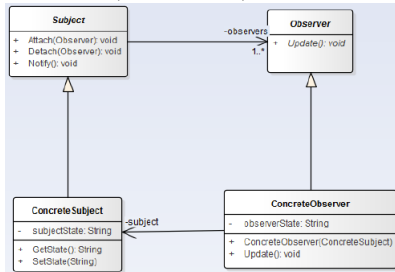 Subject
+ Attach(Observer): void
+ Detach(Observer): void
+ Notify(): void
-observers
1..*
Observer
+ Update(): void
ConcreteSubject
- subjectState: String
+ GetState(): String
+ SetState(String)
-subject
ConcreteObserver
- observerState: String
+ ConcreteObserver(ConcreteSubject)
+ Update(): void